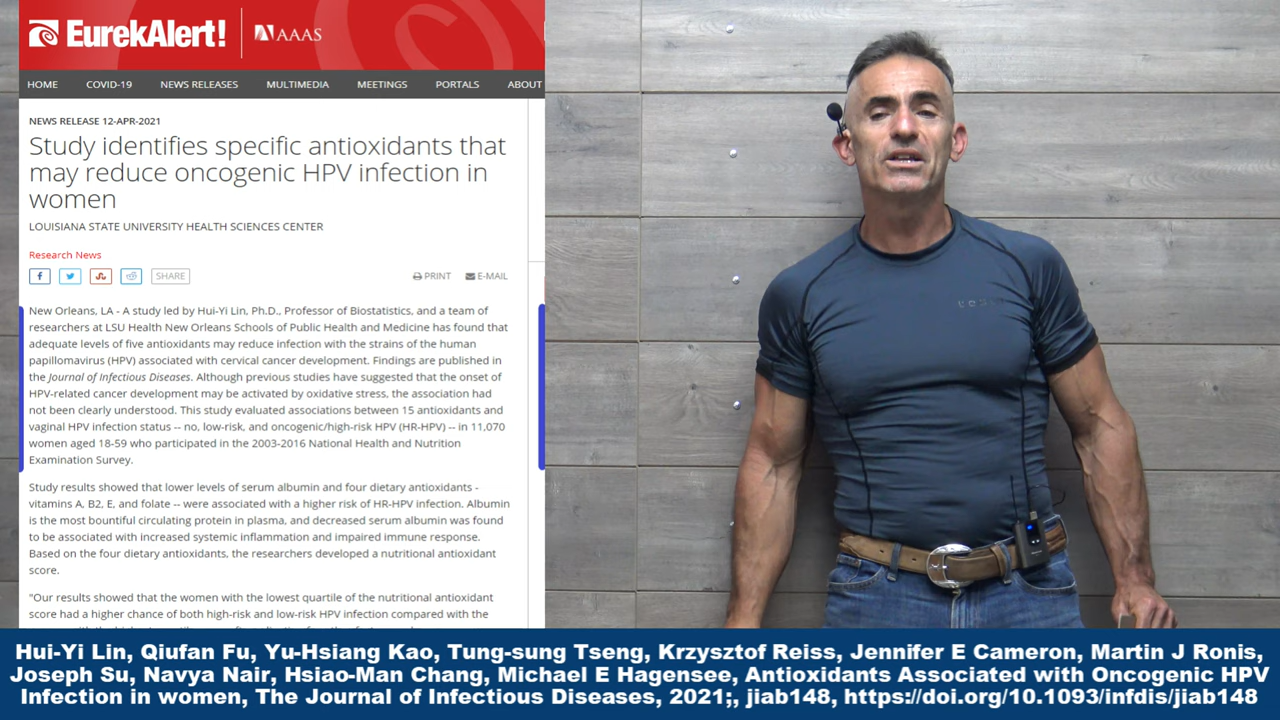 EurekAlert! AAAS
HOME COVID-19 NEWS RELEASES MULTIMEDIA MEETINGS PORTALS ABOUT
NEWS RELEASE 12-APR-2021
Study identifies specific antioxidants that
may reduce oncogenic HPV infection in
women
LOUISIANA STATE UNIVERSITY HEALTH SCIENCES CENTER
Research News
SHARE PRINT E-MAIL
New Orleans, LA - A study led by Hui-Yi Lin, Ph.D., Professor of Biostatistics, and a team of
researchers at LSU Health New Orleans Schools of Public Health and Medicine has found that
adequate levels of five antioxidants may reduce infection with the strains of the human
papillomavirus (HPV) associated with cervical cancer development. Findings are published in
the Journal of Infectious Diseases. Although previous studies have suggested that the onset of
HPV-related cancer development may be activated by oxidative stress, the association had
not been clearly understood. This study evaluated associations between 15 antioxidants and
vaginal HPV infection status -- no, low-risk, and oncogenic/high-risk HPV (HR-HPV) -- in 11,070
women aged 18-59 who participated in the 2003-2016 National Health and Nutrition
Examination Survey.
Study results showed that lower levels of serum albumin and four dietary antioxidants -
vitamins A, B2, E, and folate -- were associated with a higher risk of HR-HPV infection. Albumin
is the most bountiful circulating protein in plasma, and decreased serum albumin was found
to be associated with increased systemic inflammation and impaired immune response.
Based on the four dietary antioxidants, the researchers developed a nutritional antioxidant
score.
"Our results showed that the women with the lowest quartile of the nutritional antioxidant
score had a higher chance of both high-risk and low-risk HPV infection compared with the
Hui-Yi Lin, Qiufan Fu, Yu-Hsiang Kao, Tung-sung Tseng, Krzysztof Reiss, Jennifer E Cameron, Martin J Ronis,
Joseph Su, Navya Nair, Hsiao-Man Chang, Michael E Hagensee, Antioxidants Associated with Oncogenic HPV
Infection in women, The Journal of Infectious Diseases, 2021;, jiab148, https://doi.org/10.1093/infdis/jiab148